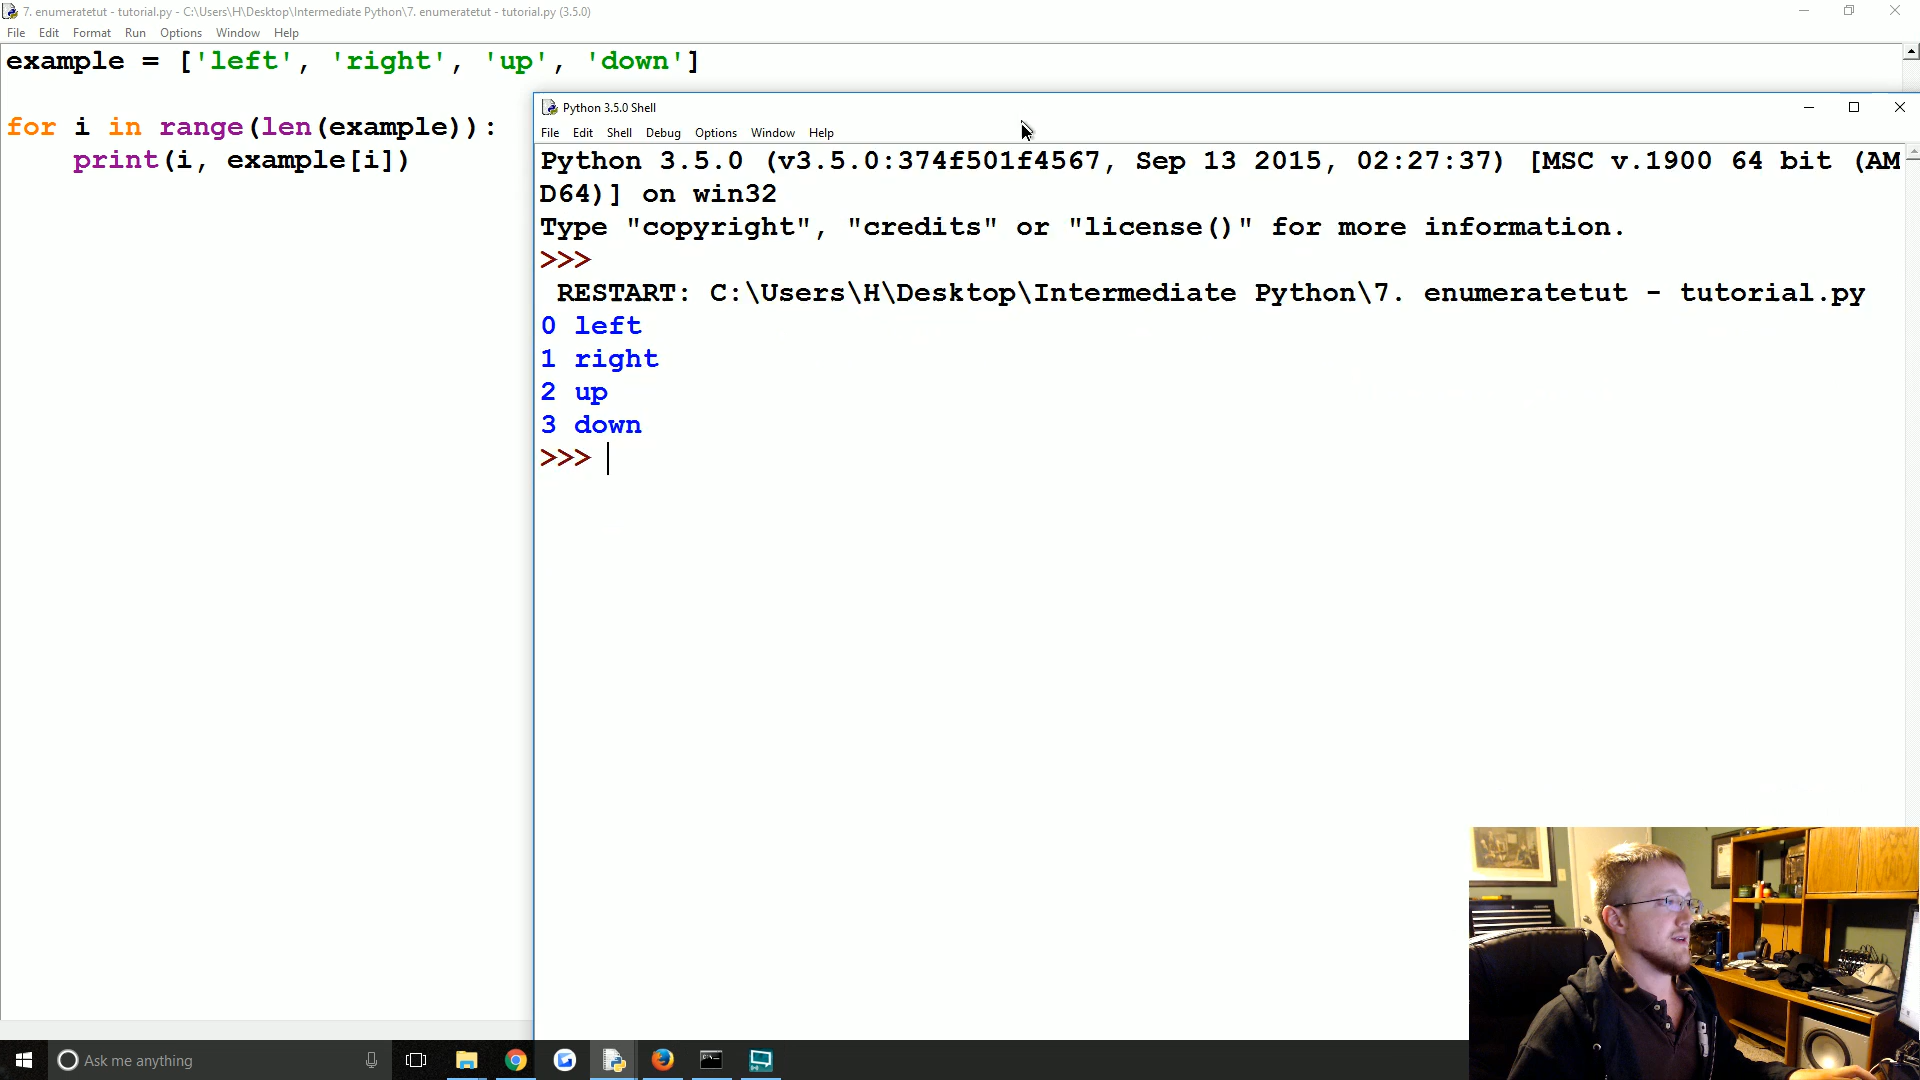 7. enumeratetut - tutorial.py - C:\Users\H\Desktop\Intermediate Python\7. enumeratetut - tutorial.py (3.5.0)
File Edit Format Run Options Window Help
example = ['left', 'right', 'up', 'down']
for i in range(len(example)):
    print(i, example[i])
Python 3.5.0 Shell
File Edit Shell Debug Options Window Help
Python 3.5.0 (v3.5.0:374f501f4567, Sep 13 2015, 02:27:37) [MSC v.1900 64 bit (AM
D64)] on win32
Type "copyright", "credits" or "license()" for more information.
>>>
 RESTART: C:\Users\H\Desktop\Intermediate Python\7. enumeratetut - tutorial.py
0 left
1 right
2 up
3 down
>>>
Ask me anything